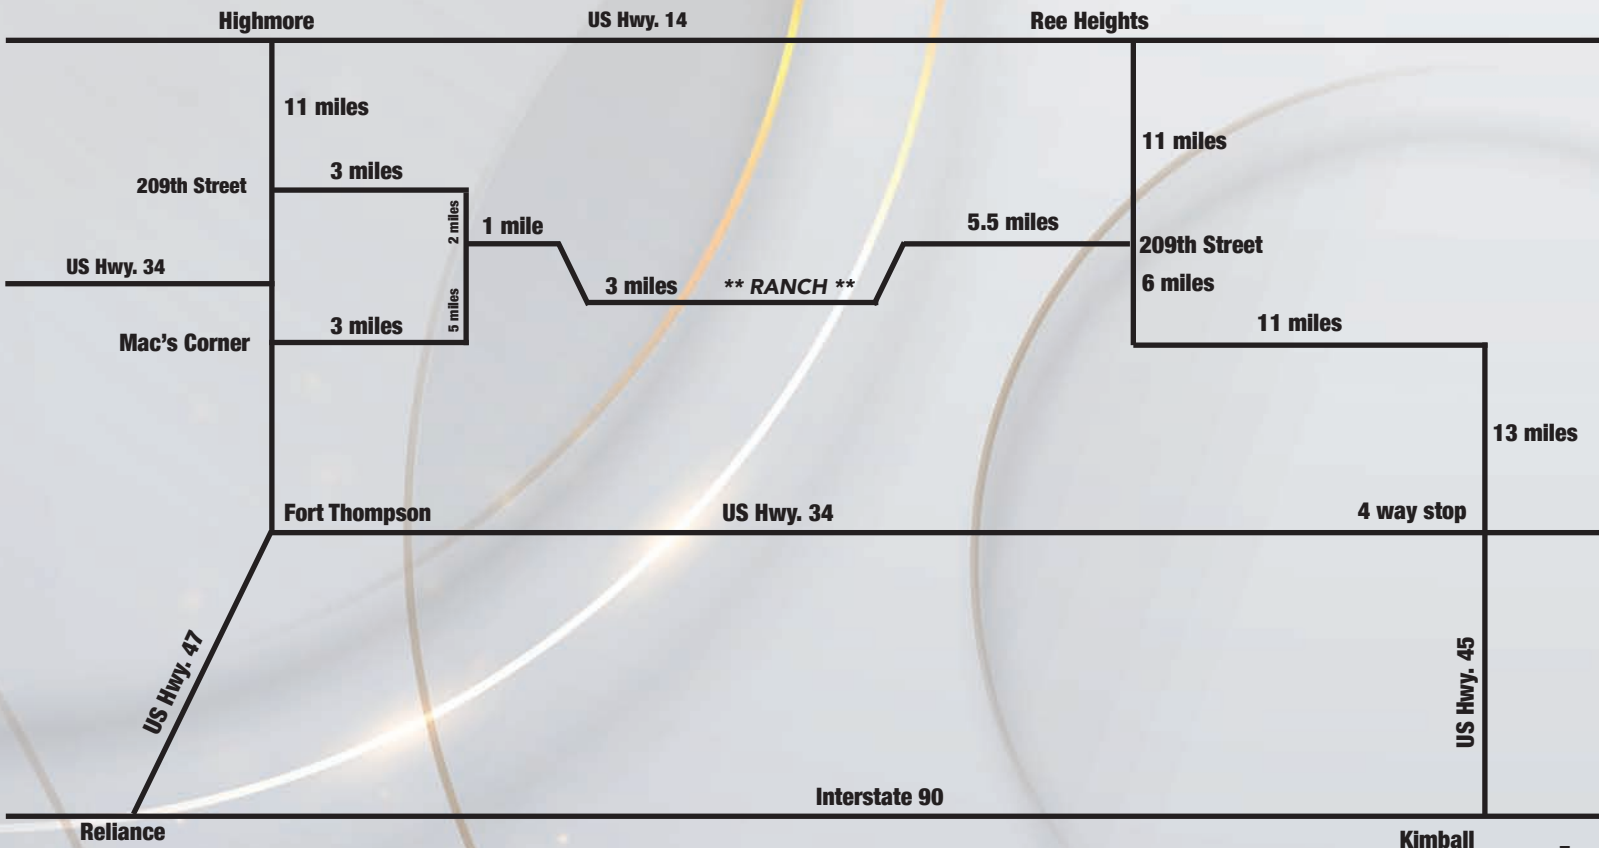 Highmore
US Hwy. 14
Ree Heights
11 miles
11 miles
3 miles
209th Street
2 miles
1 mile
5.5 miles
209th Street
US Hwy. 34
3 miles
** RANCH **
6 miles
5 miles
3 miles
11 miles
Mac's Corner
13 miles
Fort Thompson
US Hwy. 34
4 way stop
US Hwy. 47
US Hwy. 45
Interstate 90
Reliance
Kimball